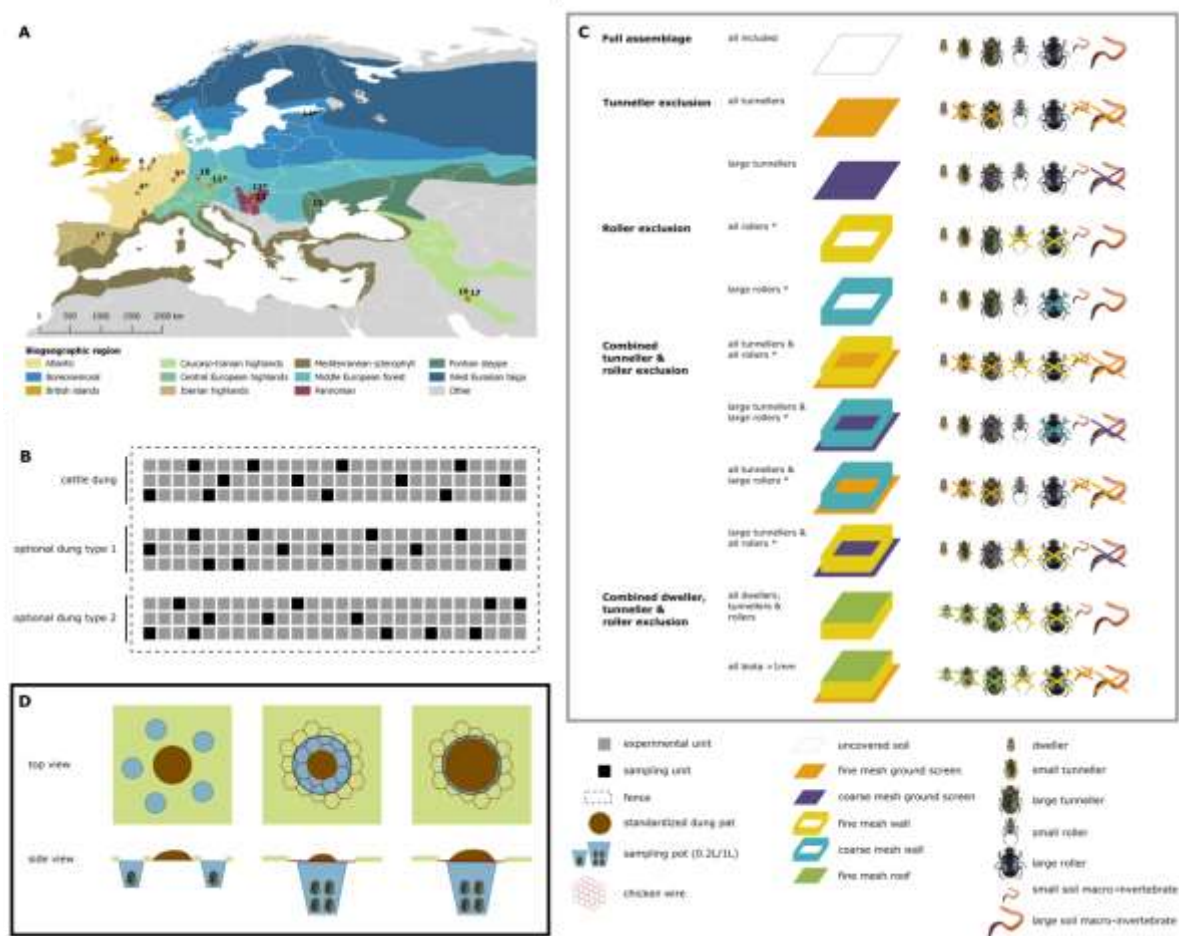 A
0 500 1000 1500 2000 km
Biogeographic region
Atlantic
Boreonemoral
British islands
Caucaso-Iranian highlands
Central European highlands
Iberian highlands
Mediterranean sclerophyll
Middle European forest
Pannonian
Pontian steppe
West Eurasian taiga
Other
B
cattle dung
optional dung type 1
optional dung type 2
C
Full assemblage
all included
Tunneller exclusion
all tunnellers
large tunnellers
Roller exclusion
all rollers *
large rollers *
Combined
tunneller &
roller exclusion
all tunnellers &
all rollers *
large tunnellers &
large rollers *
all tunnellers &
large rollers *
large tunnellers &
all rollers *
Combined dweller,
tunneller &
roller exclusion
all dwellers,
tunnellers &
rollers
all biota >1mm
D
top view
side view
experimental unit
sampling unit
fence
standardized dung pat
sampling pot (0.2L/1L)
chicken wire
uncovered soil
fine mesh ground screen
coarse mesh ground screen
fine mesh wall
coarse mesh wall
fine mesh roof
dweller
small tunneller
large tunneller
small roller
large roller
small soil macro-invertebrate
large soil macro-invertebrate